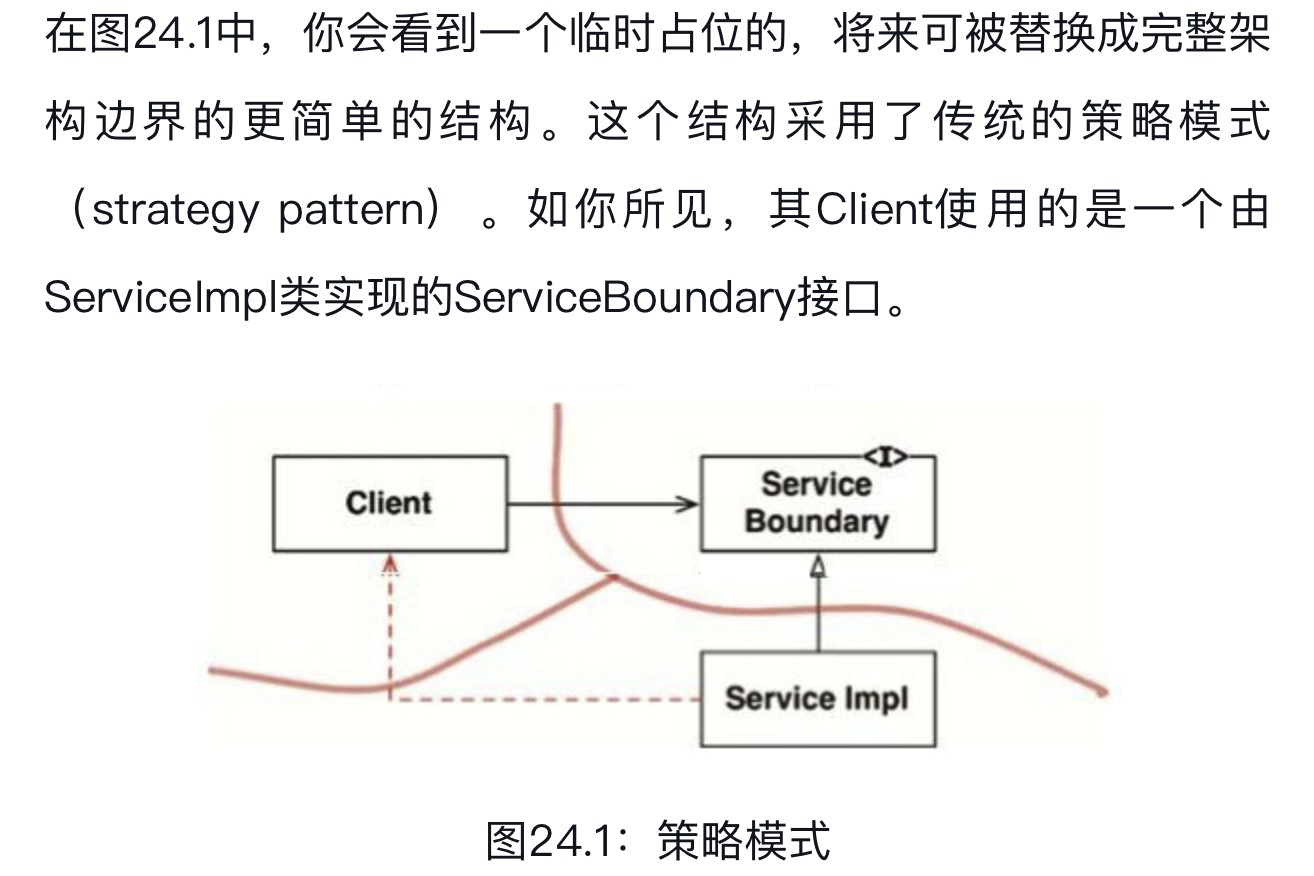 在图24.1中，你会看到一个临时占位的，将来可被替换成完整架
构边界的更简单的结构。这个结构采用了传统的策略模式
（strategy pattern） 。如你所见，其Client使用的是一个由
ServiceImpl类实现的ServiceBoundary接口。
<I>
Client
Service
Boundary
Service Impl
图24.1：策略模式